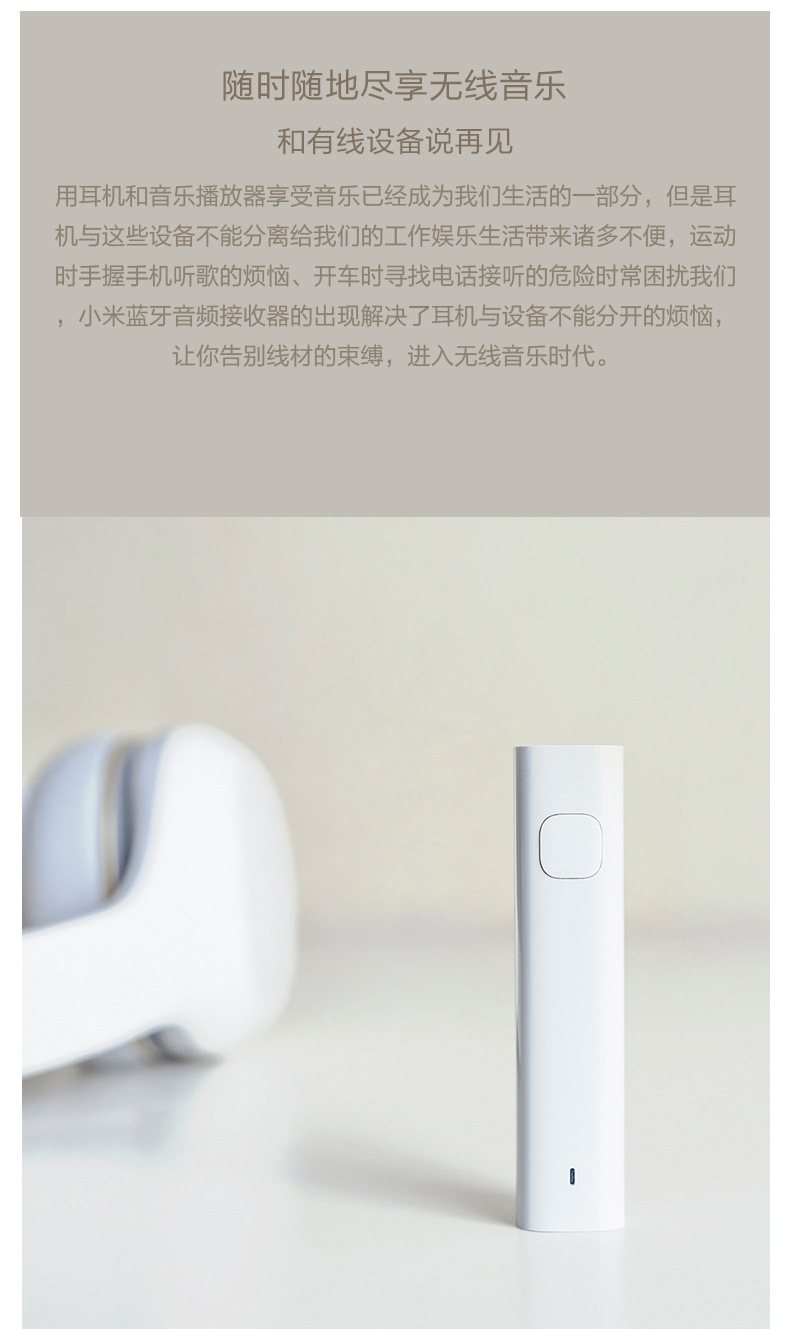 随时随地尽享无线音乐
和有线设备说再见
用耳机和音乐播放器享受音乐已经成为我们生活的一部分，但是耳
机与这些设备不能分离给我们的工作娱乐生活带来诸多不便，运动
时手握手机听歌的烦恼、开车时寻找电话接听的危险时常困扰我们
，小米蓝牙音频接收器的出现解决了耳机与设备不能分开的烦恼，
让你告别线材的束缚，进入无线音乐时代。